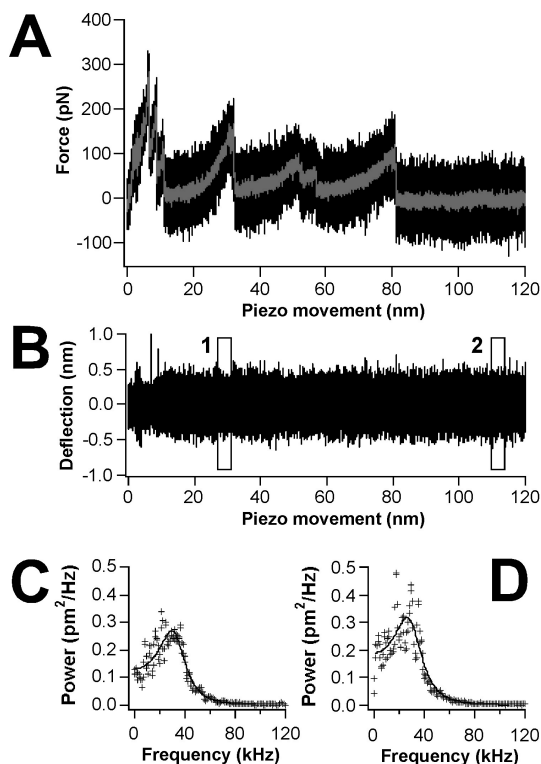 A
400
300
200
100
0
-100
Force (pN)
0 20 40 60 80 100 120
Piezo movement (nm)
B
1.0
0.5
0.0
-0.5
-1.0
Deflection (nm)
1
2
0 20 40 60 80 100 120
Piezo movement (nm)
C
0.5
0.4
0.3
0.2
0.1
0.0
Power (pm²/Hz)
0 40 80 120
Frequency (kHz)
D
0.5
0.4
0.3
0.2
0.1
0.0
Power (pm²/Hz)
0 40 80 120
Frequency (kHz)